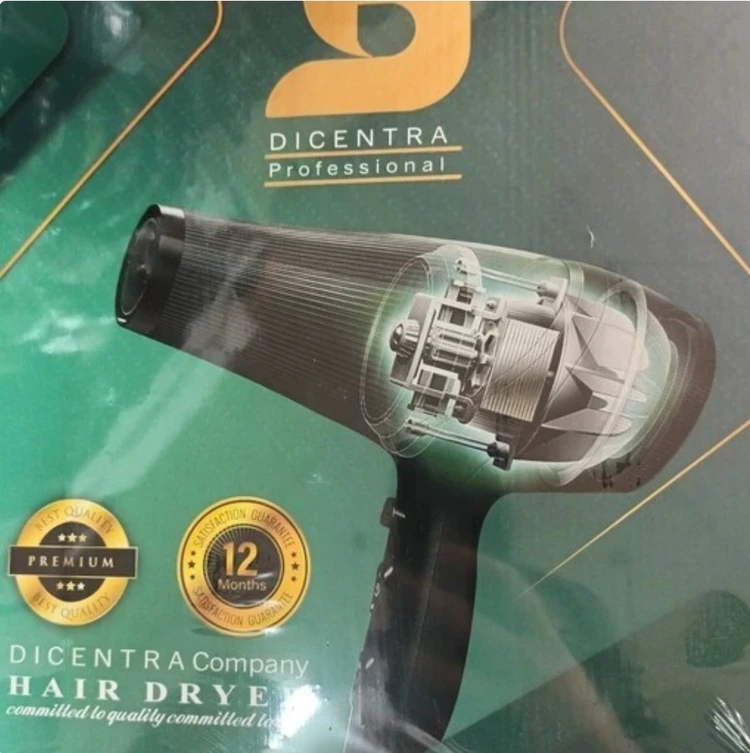 DICENTRA
Professional
BEST QUALITY
PREMIUM
BEST QUALITY
SATISFACTION GUARANTEE
12
Months
SATISFACTION GUARANTEE
DICENTRA Company
HAIR DRYE
committed to quality committed to